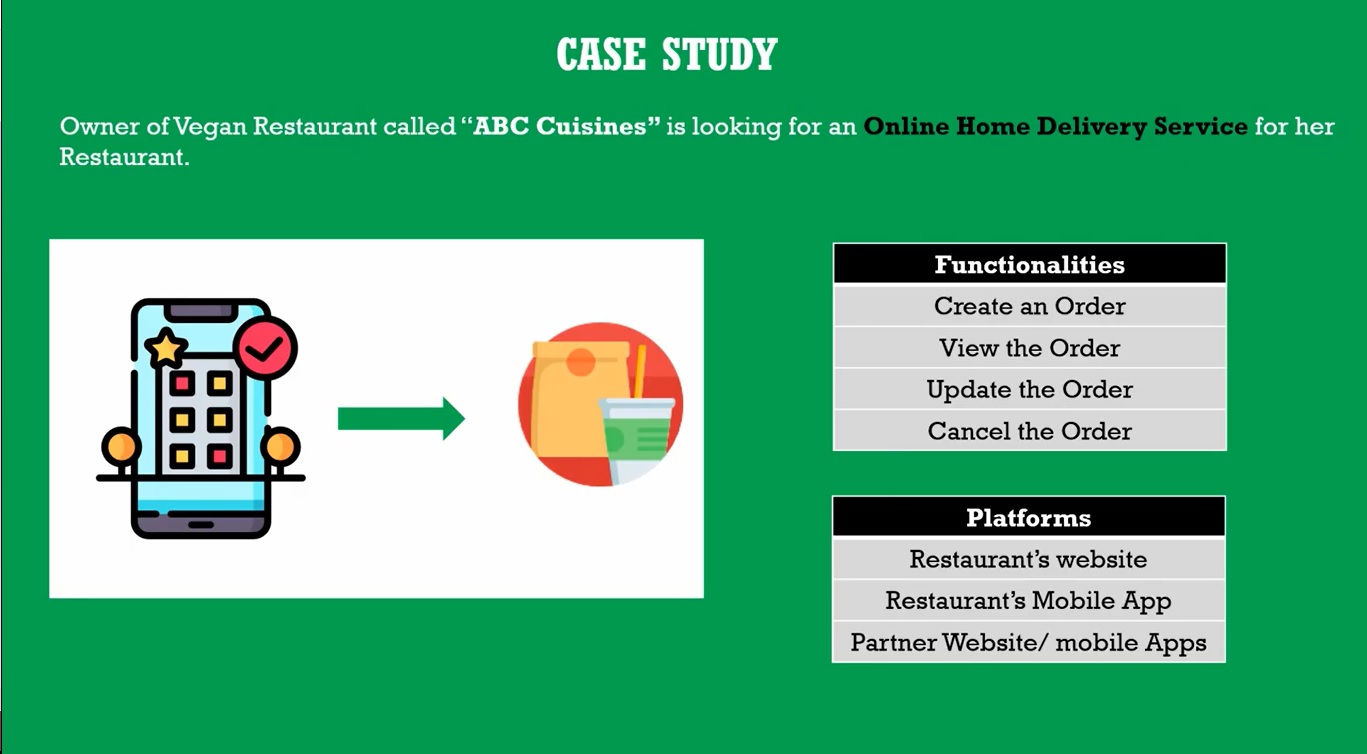 CASE STUDY
Owner of Vegan Restaurant called “ABC Cuisines” is looking for an Online Home Delivery Service for her
Restaurant.
Functionalities
Create an Order
View the Order
Update the Order
Cancel the Order
Platforms
Restaurant’s website
Restaurant’s Mobile App
Partner Website/ mobile Apps